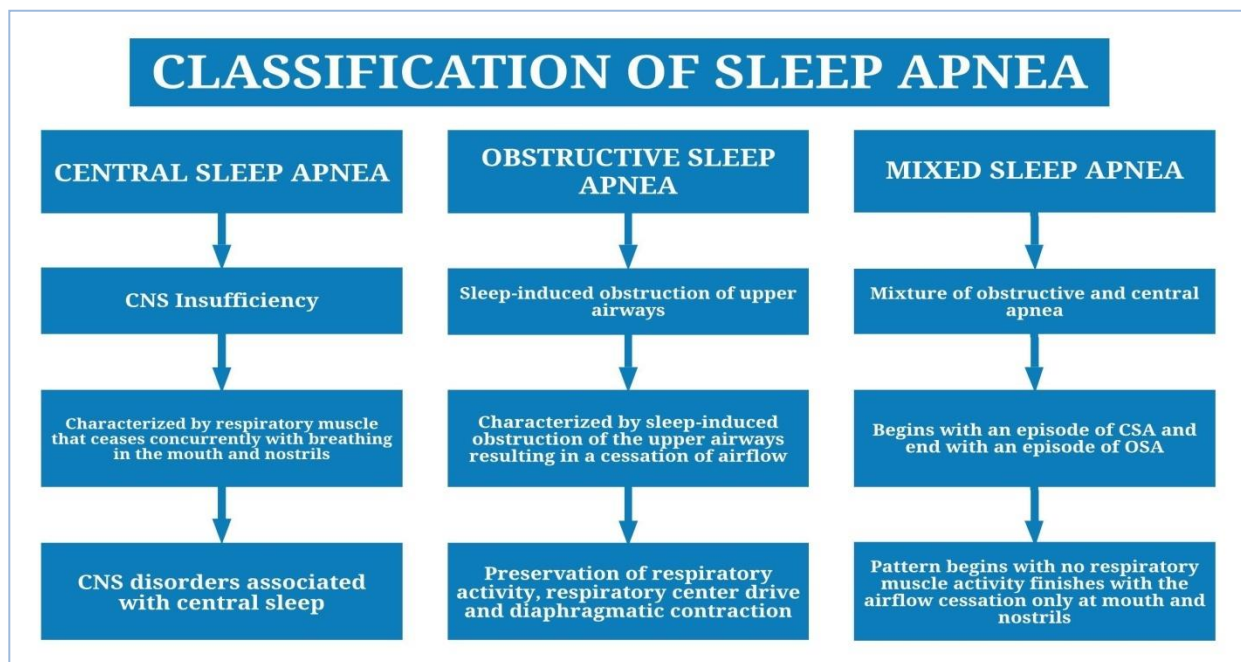 CLASSIFICATION OF SLEEP APNEA
CENTRAL SLEEP APNEA
CNS Insufficiency
Characterized by respiratory muscle
that ceases concurrently with breathing
in the mouth and nostrils
CNS disorders associated
with central sleep
OBSTRUCTIVE SLEEP
APNEA
Sleep-induced obstruction of upper
airways
Characterized by sleep-induced
obstruction of the upper airways
resulting in a cessation of airflow
Preservation of respiratory
activity, respiratory center drive
and diaphragmatic contraction
MIXED SLEEP APNEA
Mixture of obstructive and central
apnea
Begins with an episode of CSA and
end with an episode of OSA
Pattern begins with no respiratory
muscle activity finishes with the
airflow cessation only at mouth and
nostrils